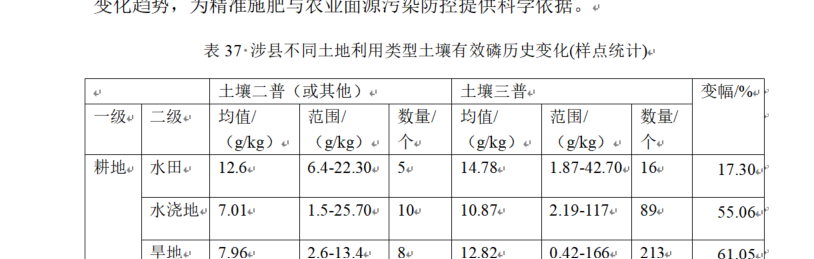 变化趋势，为精准施肥与农业面源污染防控提供科学依据。
表 37 涉县不同土地利用类型土壤有效磷历史变化(样点统计)
土壤二普（或其他） 土壤三普 变幅/%
一级 二级 均值/（g/kg） 范围/（g/kg） 数量/个 均值/（g/kg） 范围/（g/kg） 数量/个
耕地 水田 12.6 6.4-22.30 5 14.78 1.87-42.70 16 17.30
水浇地 7.01 1.5-25.70 10 10.87 2.19-117 89 55.06
旱地 7.96 2.6-13.4 8 12.82 0.42-166 213 61.05